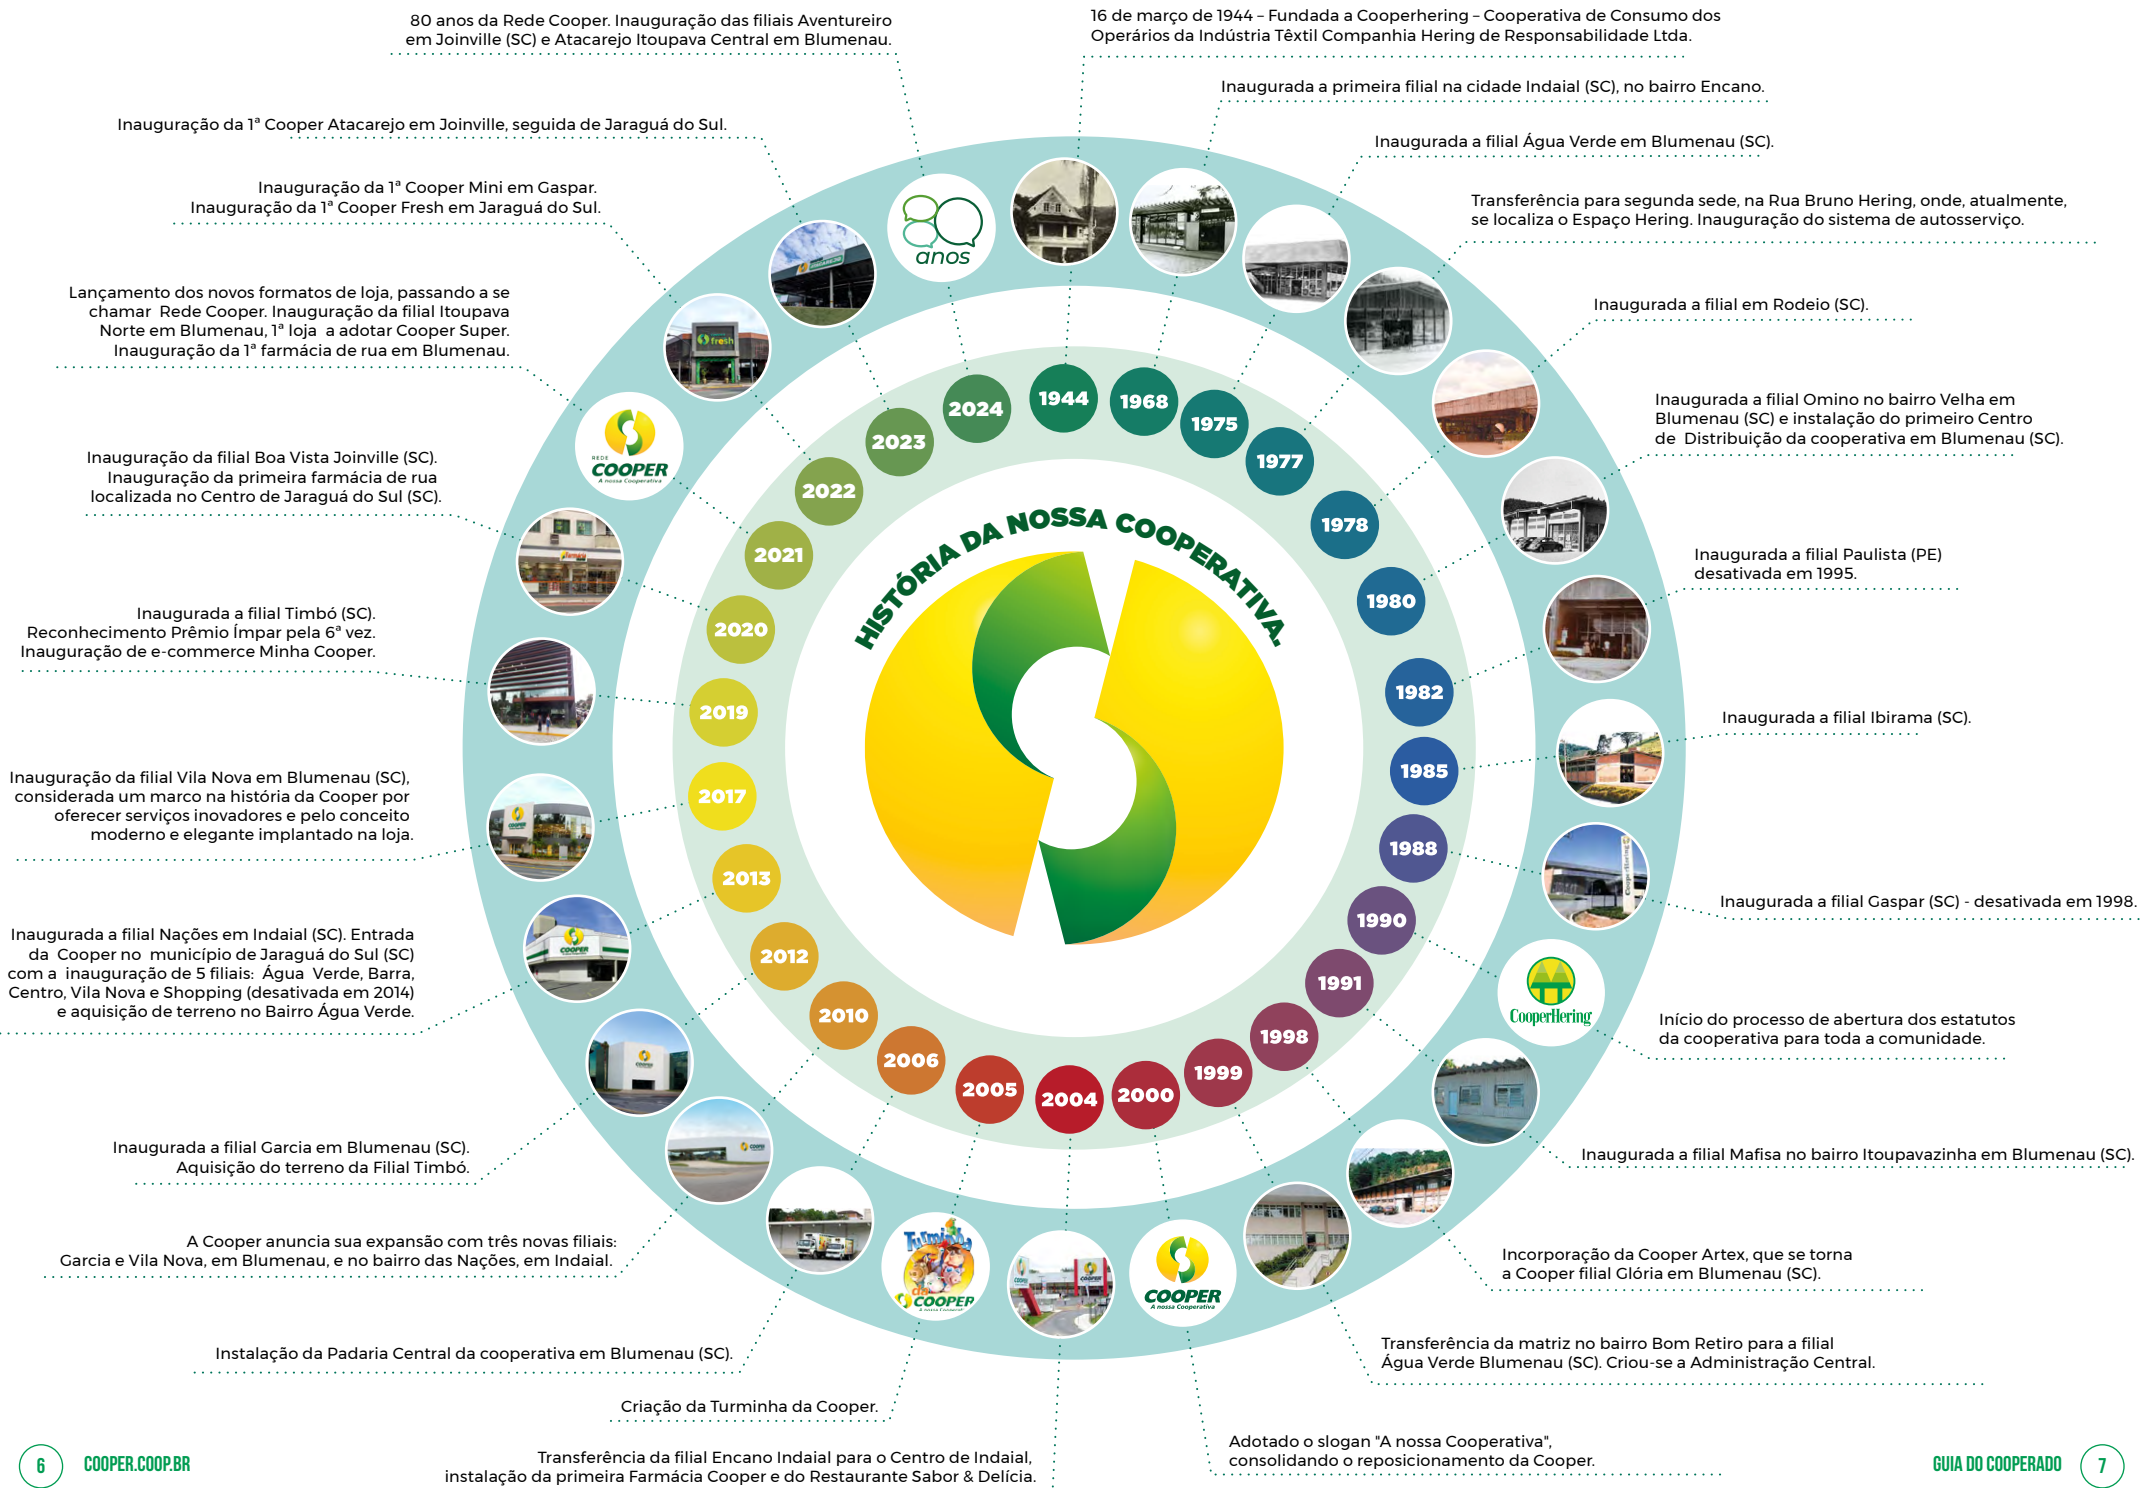 16 de março de 1944 – Fundada a Cooperhering – Cooperativa de Consumo dos
Operários da Indústria Têxtil Companhia Hering de Responsabilidade Ltda.
1944
Inaugurada a primeira filial na cidade Indaial (SC), no bairro Encano.
1968
Inaugurada a filial Água Verde em Blumenau (SC).
1975
Transferência para segunda sede, na Rua Bruno Hering, onde, atualmente,
se localiza o Espaço Hering. Inauguração do sistema de autosserviço.
1977
Inaugurada a filial em Rodeio (SC).
1978
Inaugurada a filial Omino no bairro Velha em
Blumenau (SC) e instalação do primeiro Centro
de Distribuição da cooperativa em Blumenau (SC).
1980
Inaugurada a filial Paulista (PE)
desativada em 1995.
1982
Inaugurada a filial Ibirama (SC).
1985
Inaugurada a filial Gaspar (SC) - desativada em 1998.
CooperHering
1988
Início do processo de abertura dos estatutos
da cooperativa para toda a comunidade.
CooperHering
1990
Inaugurada a filial Mafisa no bairro Itoupavazinha em Blumenau (SC).
1991
Incorporação da Cooper Artex, que se torna
a Cooper filial Glória em Blumenau (SC).
1998
Transferência da matriz no bairro Bom Retiro para a filial
Água Verde Blumenau (SC). Criou-se a Administração Central.
1999
Adotado o slogan "A nossa Cooperativa",
consolidando o reposicionamento da Cooper.
COOPER
A nossa Cooperativa
2000
Transferência da filial Encano Indaial para o Centro de Indaial,
instalação da primeira Farmácia Cooper e do Restaurante Sabor & Delícia.
COOPER
COOPER
2004
Criação da Turminha da Cooper.
Turminha
da
COOPER
2005
Instalação da Padaria Central da cooperativa em Blumenau (SC).
2006
A Cooper anuncia sua expansão com três novas filiais:
Garcia e Vila Nova, em Blumenau, e no bairro das Nações, em Indaial.
COOPER
2010
Inaugurada a filial Garcia em Blumenau (SC).
Aquisição do terreno da Filial Timbó.
COOPER
2012
Inaugurada a filial Nações em Indaial (SC). Entrada
da Cooper no município de Jaraguá do Sul (SC)
com a inauguração de 5 filiais: Água Verde, Barra,
Centro, Vila Nova e Shopping (desativada em 2014)
e aquisição de terreno no Bairro Água Verde.
COOPER
2013
Inauguração da filial Vila Nova em Blumenau (SC),
considerada um marco na história da Cooper por
oferecer serviços inovadores e pelo conceito
moderno e elegante implantado na loja.
COOPER
2017
Inaugurada a filial Timbó (SC).
Reconhecimento Prêmio Ímpar pela 6ª vez.
Inauguração de e-commerce Minha Cooper.
2019
Inauguração da filial Boa Vista Joinville (SC).
Inauguração da primeira farmácia de rua
localizada no Centro de Jaraguá do Sul (SC).
Farmácia
2020
Lançamento dos novos formatos de loja, passando a se
chamar Rede Cooper. Inauguração da filial Itoupava
Norte em Blumenau, 1ª loja a adotar Cooper Super.
Inauguração da 1ª farmácia de rua em Blumenau.
REDE
COOPER
A nossa Cooperativa
2021
Inauguração da 1ª Cooper Mini em Gaspar.
Inauguração da 1ª Cooper Fresh em Jaraguá do Sul.
fresh
2022
Inauguração da 1ª Cooper Atacarejo em Joinville, seguida de Jaraguá do Sul.
2023
80 anos da Rede Cooper. Inauguração das filiais Aventureiro
em Joinville (SC) e Atacarejo Itoupava Central em Blumenau.
80
anos
2024
HISTÓRIA DA NOSSA COOPERATIVA.
6
COOPER.COOP.BR
GUIA DO COOPERADO
7